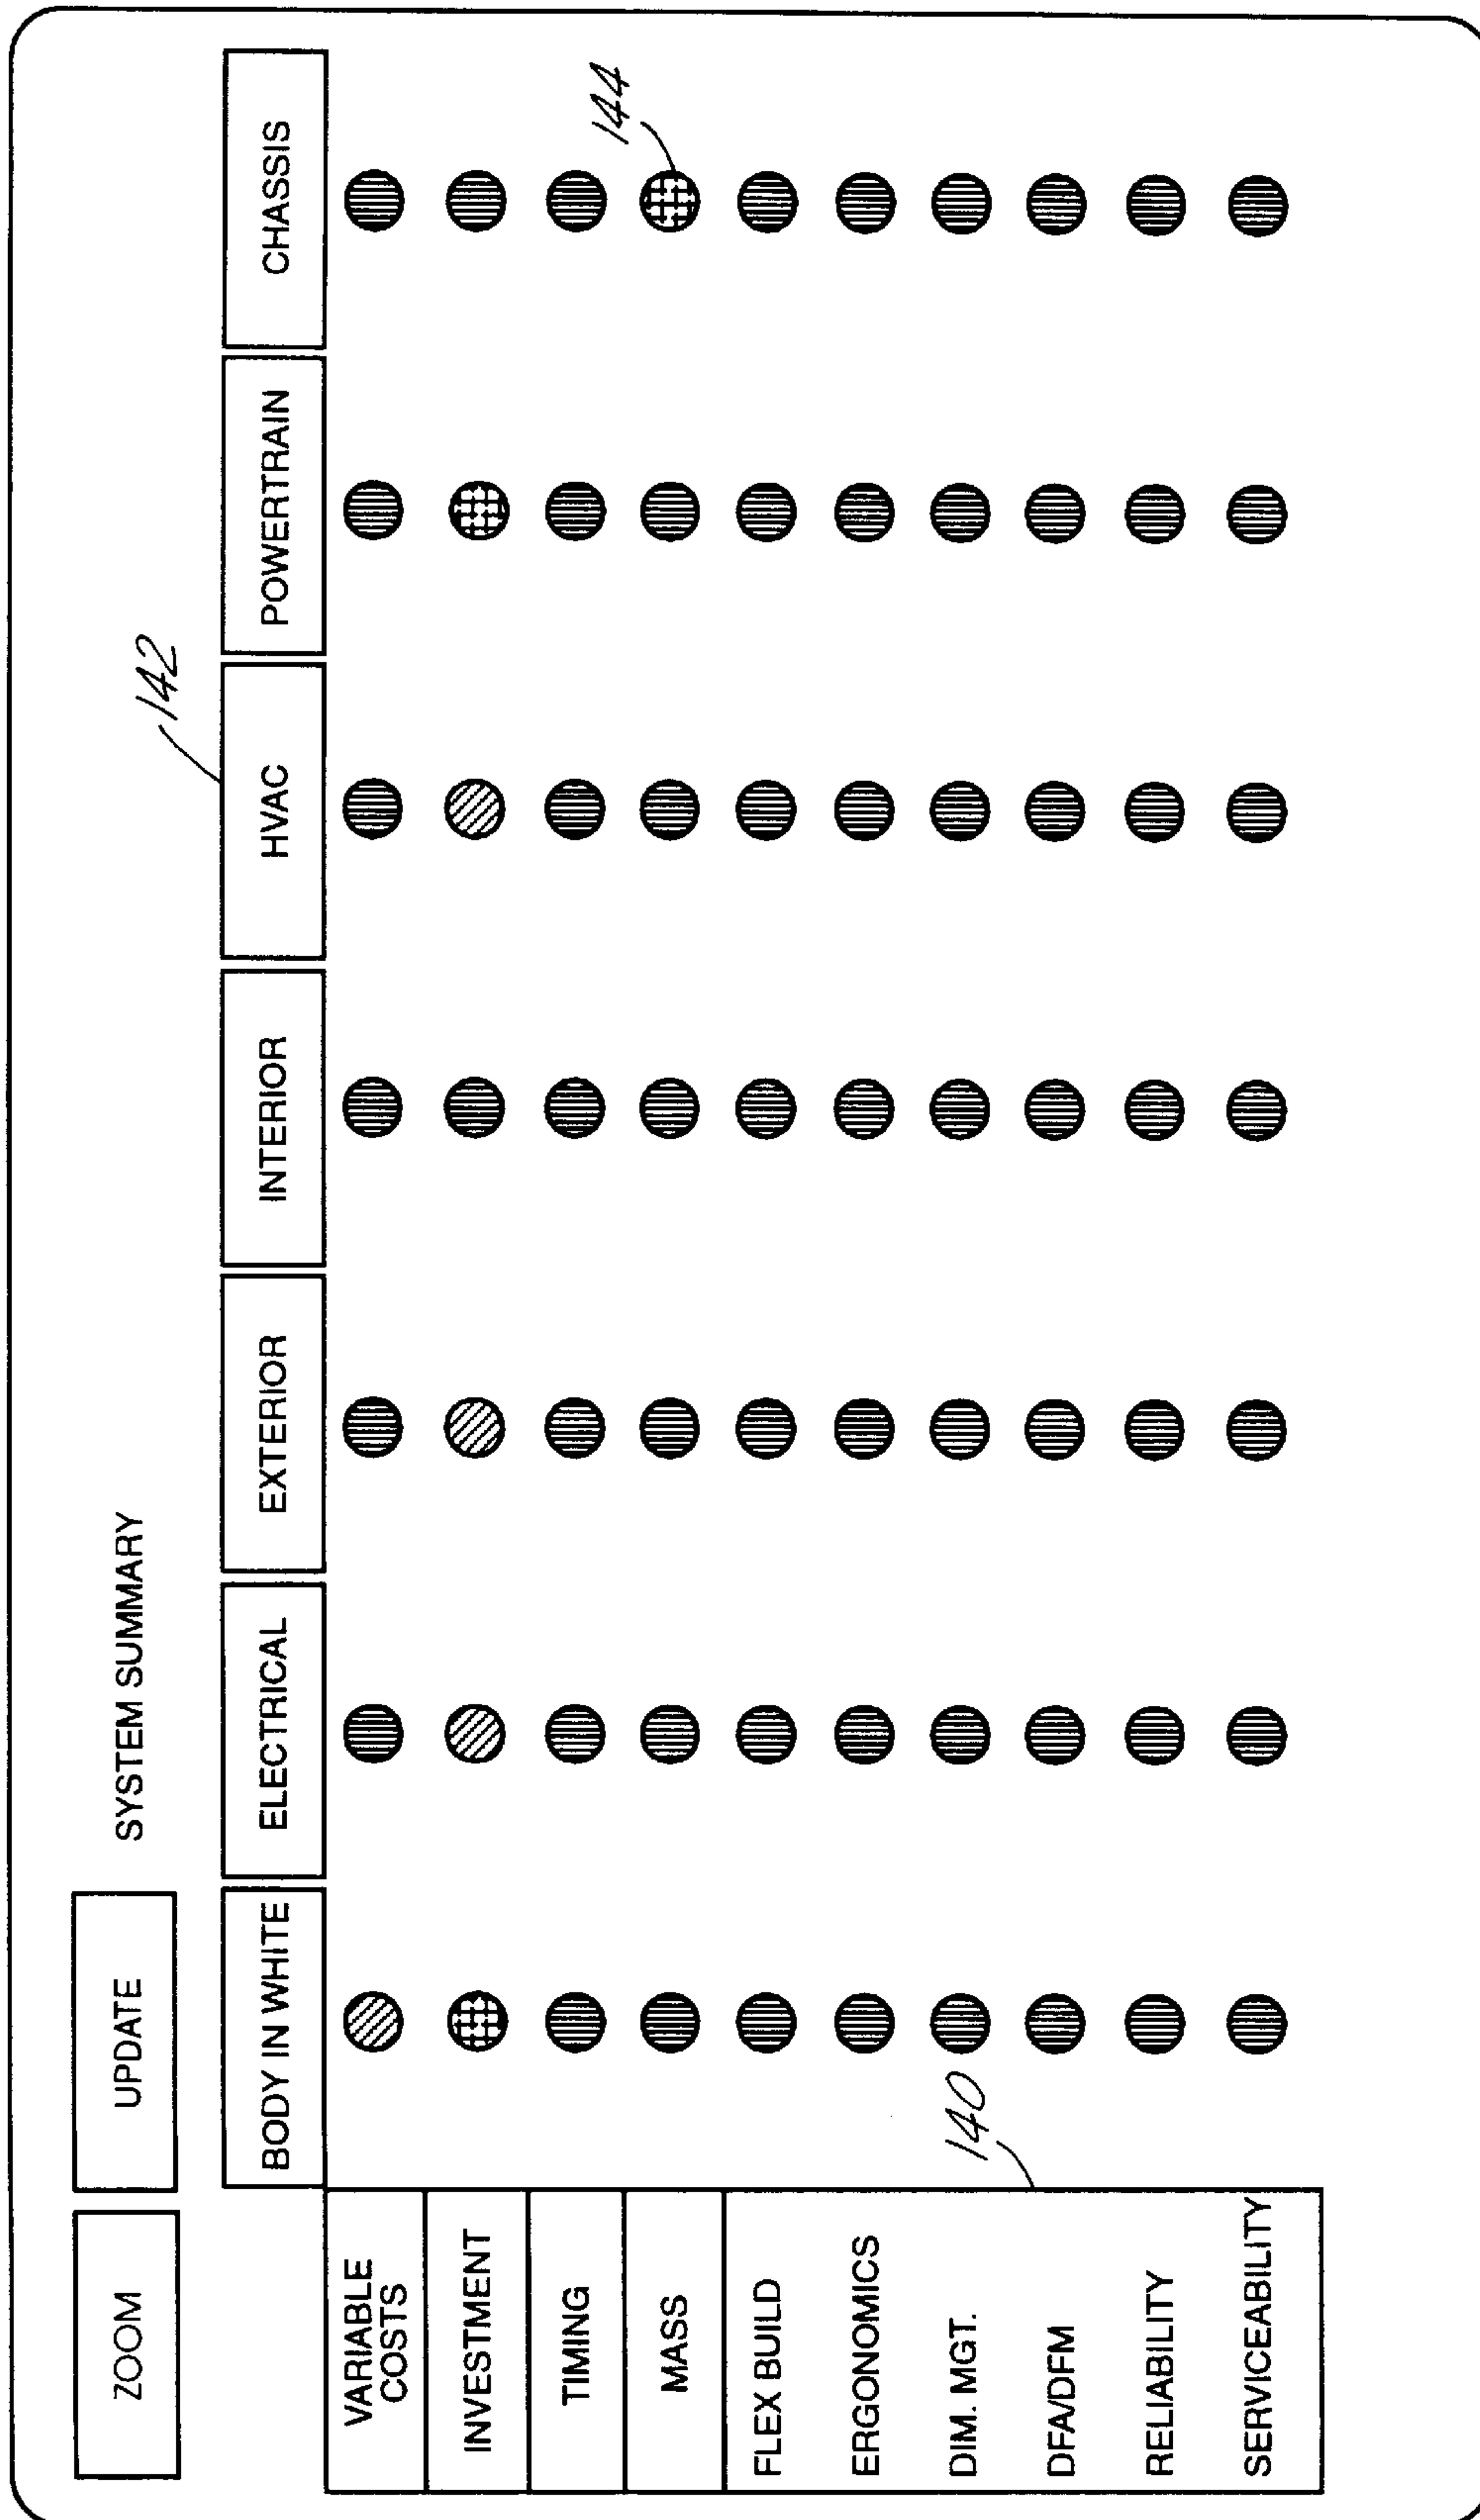 ZOOM
UPDATE
SYSTEM SUMMARY
142
BODY IN WHITE
ELECTRICAL
EXTERIOR
INTERIOR
HVAC
POWERTRAIN
CHASSIS
VARIABLE
COSTS
INVESTMENT
TIMING
MASS
144
FLEX BUILD
ERGONOMICS
DIM. MGT.
140
DFA/DFM
RELIABILITY
SERVICEABILITY